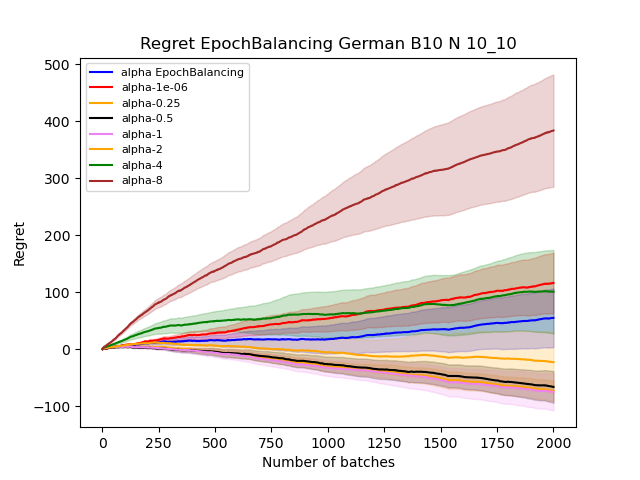 Regret EpochBalancing German B10 N 10_10
500
400
300
200
100
0
−100
Regret
alpha EpochBalancing
alpha-1e-06
alpha-0.25
alpha-0.5
alpha-1
alpha-2
alpha-4
alpha-8
0 250 500 750 1000 1250 1500 1750 2000
Number of batches